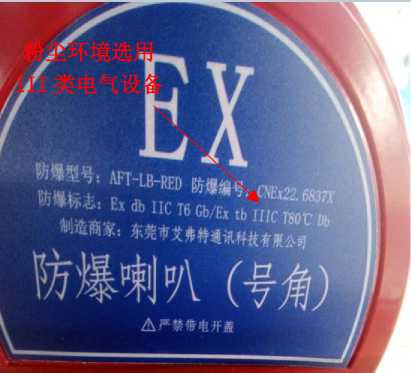 粉尘环境选用
III 类电气设备
EX
防爆型号: AFT-LB-RED 防爆编号: CNEx22.6837X
防爆标志: Ex db IIC T6 Gb/Ex tb IIIC T80℃ Db
制造商家: 东莞市艾弗特通讯科技有限公司
防爆喇叭 (号角)
⚠严禁带电开盖